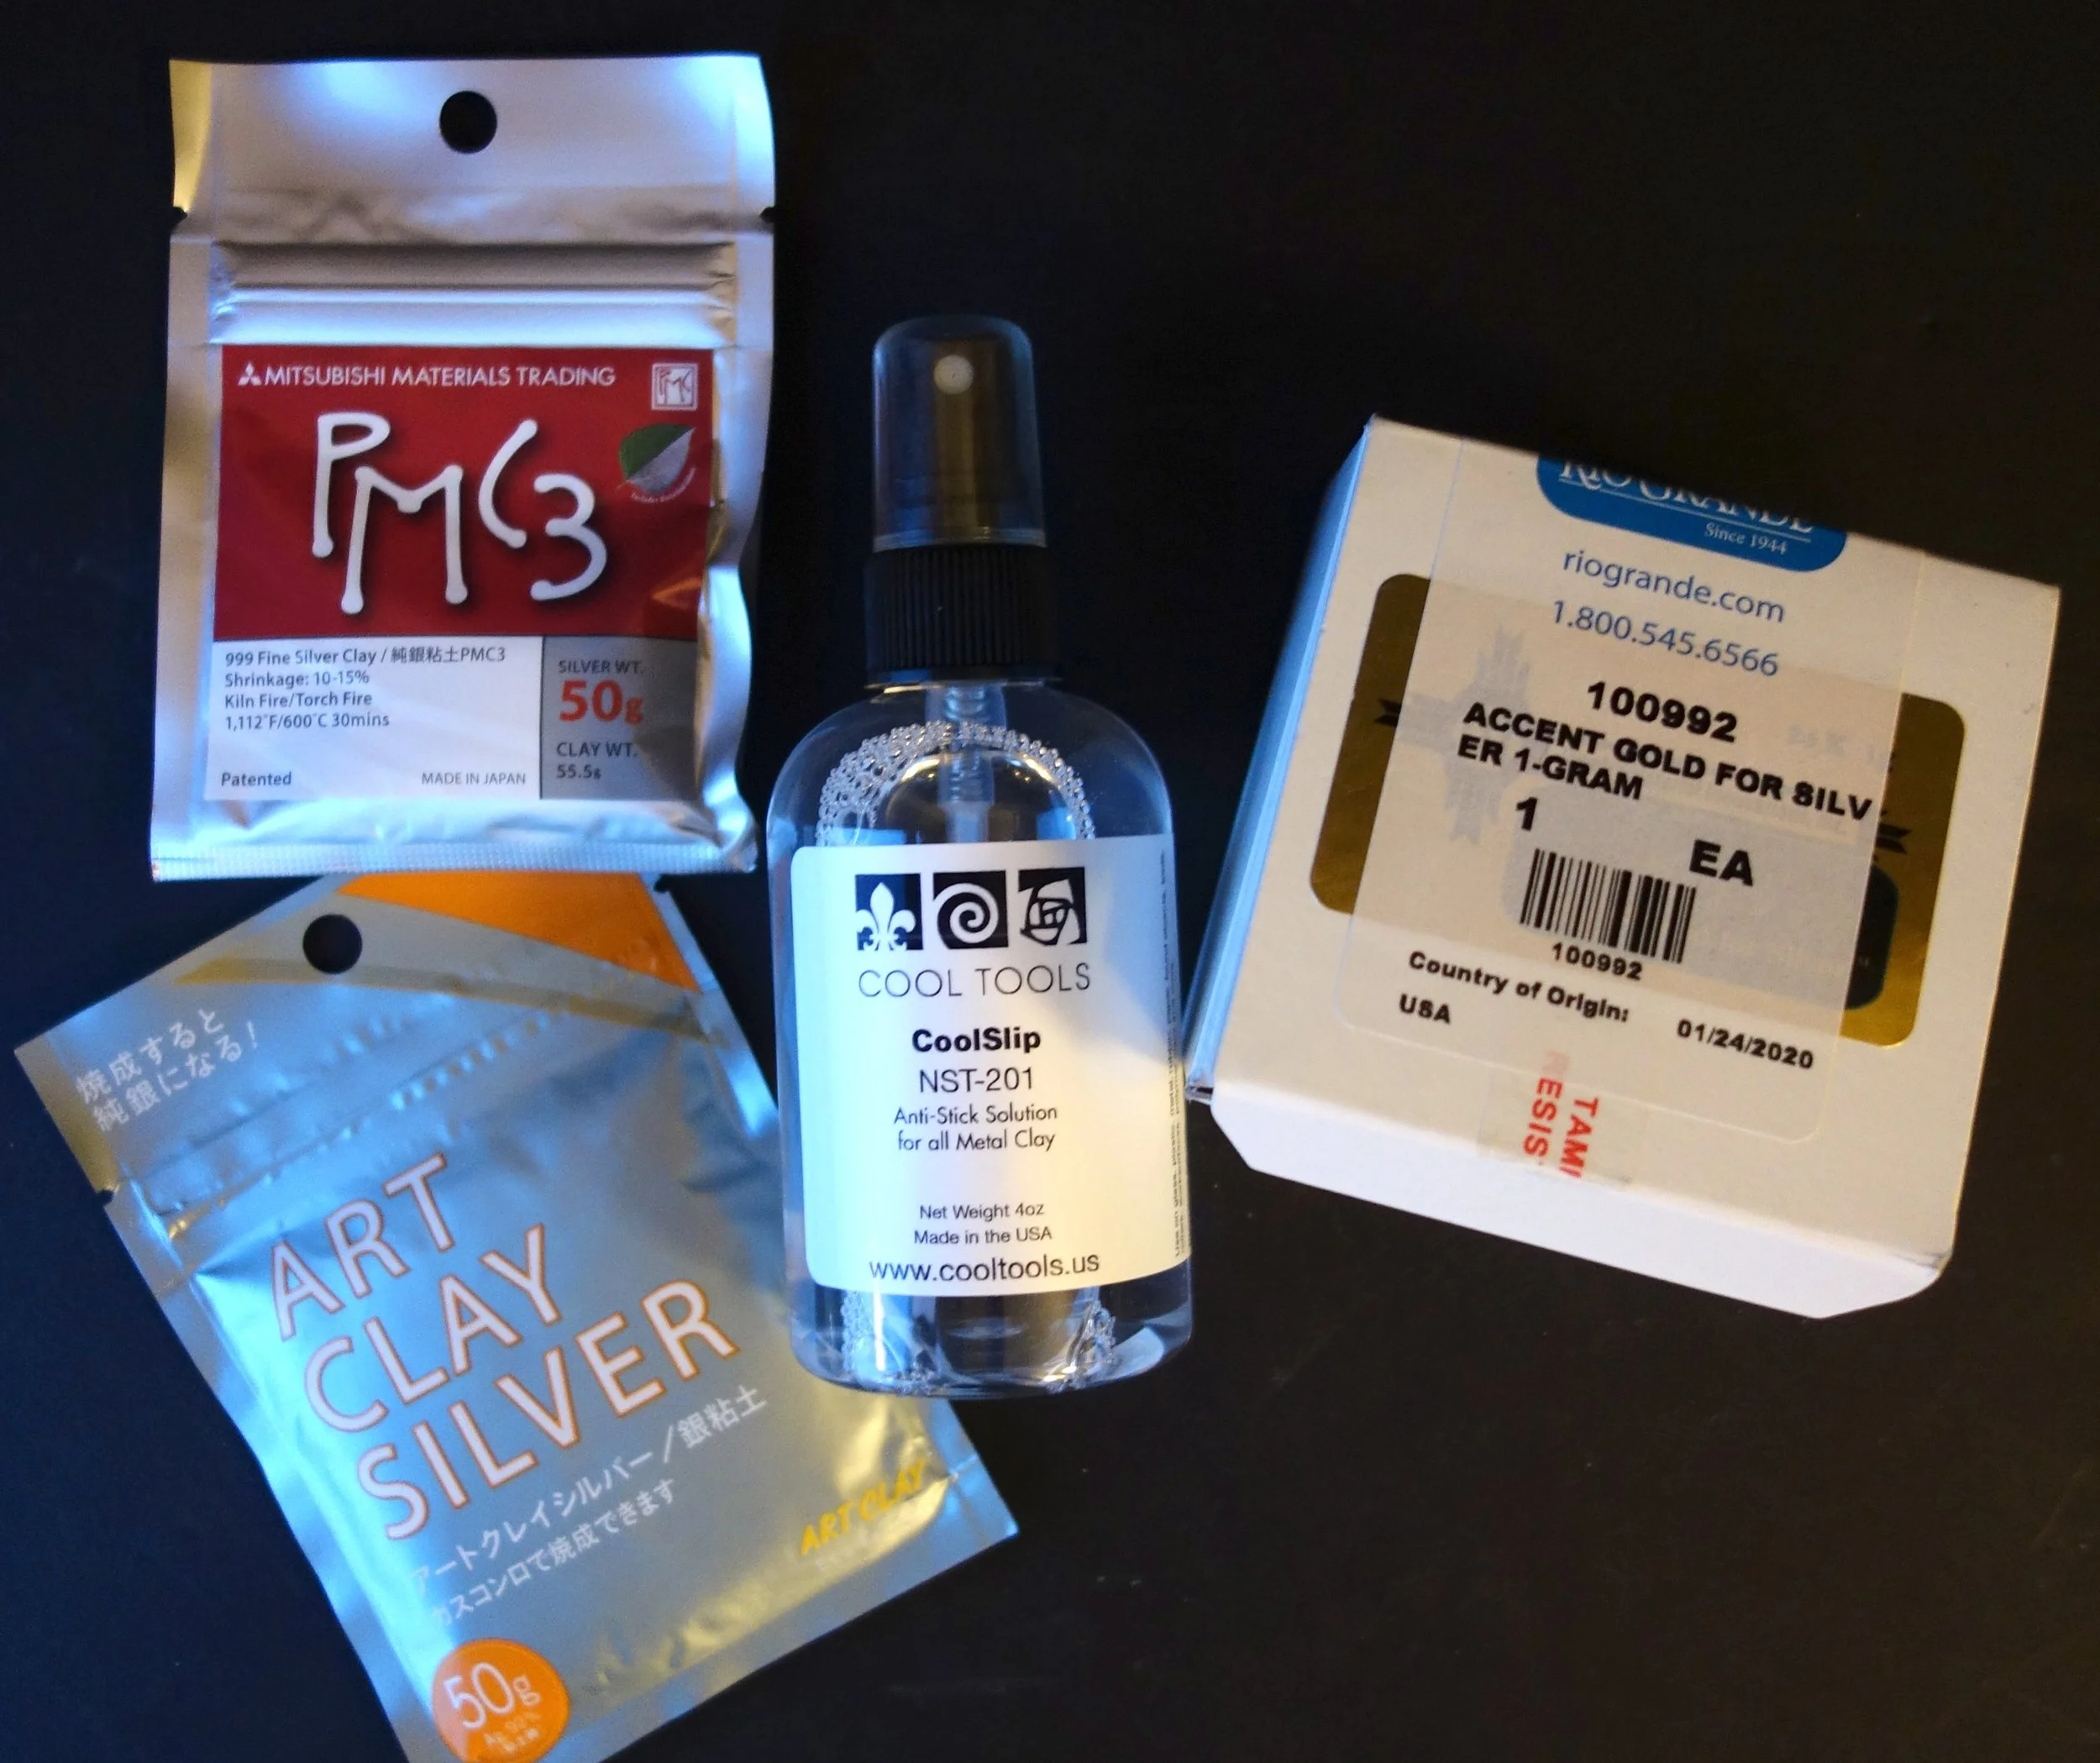 MITSUBISHI MATERIALS TRADING
PMC
PMC3
999 Fine Silver Clay / 純銀粘土PMC3
Shrinkage: 10-15%
Kiln Fire/Torch Fire
1,112°F/600°C 30mins
Patented
MADE IN JAPAN
SILVER WT.
50g
CLAY WT.
55.5g
焼成すると
純銀になる!
ART
CLAY
SILVER
アートクレイシルバー/銀粘土
ガスコンロで焼成できます
ART CLAY
50g
COOL TOOLS
CoolSlip
NST-201
Anti-Stick Solution
for all Metal Clay
Net Weight 4oz
Made in the USA
www.cooltools.us
RIO GRANDE
Since 1944
riogrande.com
1.800.545.6566
100992
ACCENT GOLD FOR SILV
ER 1-GRAM
1 EA
100992
Country of Origin:
USA
01/24/2020
TAMP
RESIS